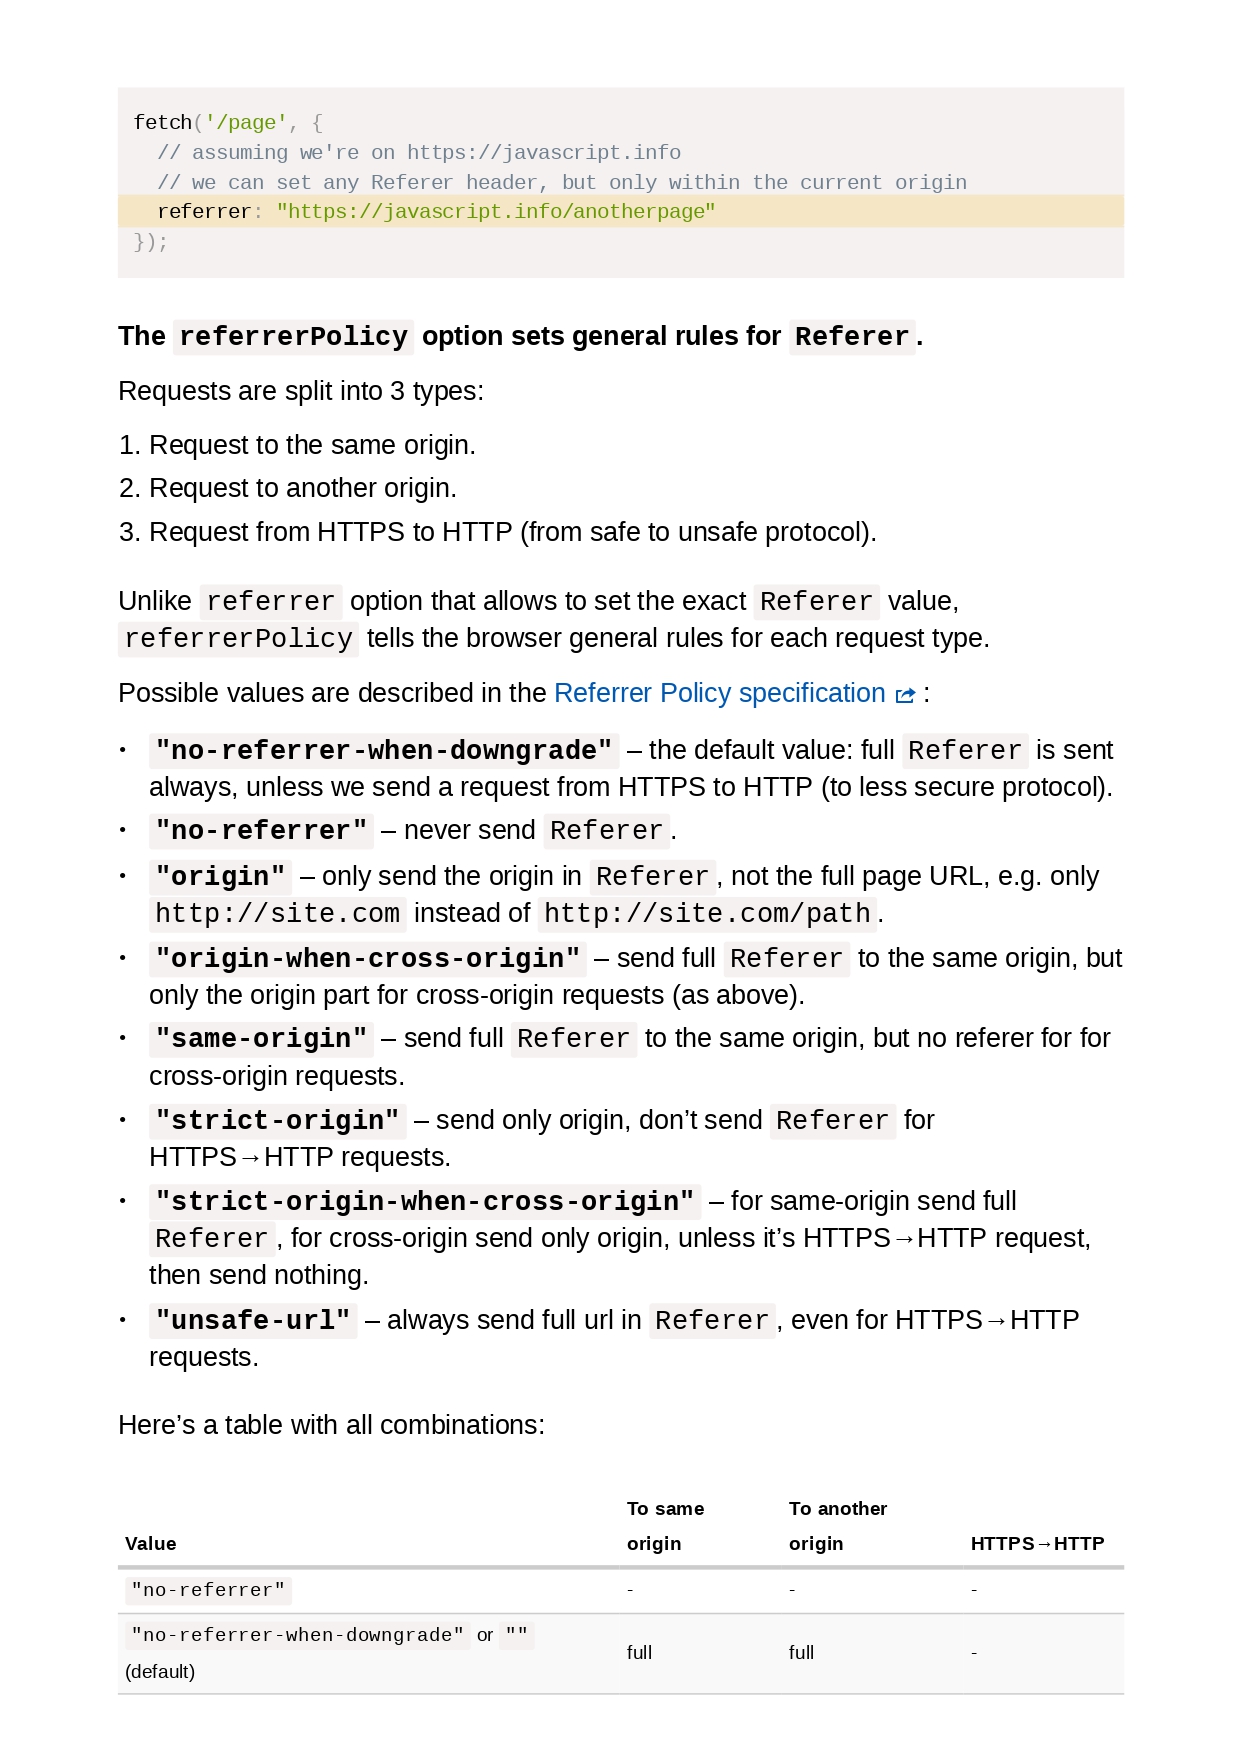 fetch('/page', {
  // assuming we're on https://javascript.info
  // we can set any Referer header, but only within the current origin
  referrer: "https://javascript.info/anotherpage"
});
The referrerPolicy option sets general rules for Referer.
Requests are split into 3 types:
1. Request to the same origin.
2. Request to another origin.
3. Request from HTTPS to HTTP (from safe to unsafe protocol).
Unlike referrer option that allows to set the exact Referer value,
referrerPolicy tells the browser general rules for each request type.
Possible values are described in the Referrer Policy specification :
• "no-referrer-when-downgrade" – the default value: full Referer is sent
always, unless we send a request from HTTPS to HTTP (to less secure protocol).
• "no-referrer" – never send Referer.
• "origin" – only send the origin in Referer, not the full page URL, e.g. only
http://site.com instead of http://site.com/path.
• "origin-when-cross-origin" – send full Referer to the same origin, but
only the origin part for cross-origin requests (as above).
• "same-origin" – send full Referer to the same origin, but no referer for for
cross-origin requests.
• "strict-origin" – send only origin, don’t send Referer for
HTTPS→HTTP requests.
• "strict-origin-when-cross-origin" – for same-origin send full
Referer, for cross-origin send only origin, unless it’s HTTPS→HTTP request,
then send nothing.
• "unsafe-url" – always send full url in Referer, even for HTTPS→HTTP
requests.
Here’s a table with all combinations:
Value To same origin To another origin HTTPS→HTTP
"no-referrer" - - -
"no-referrer-when-downgrade" or "" (default) full full -